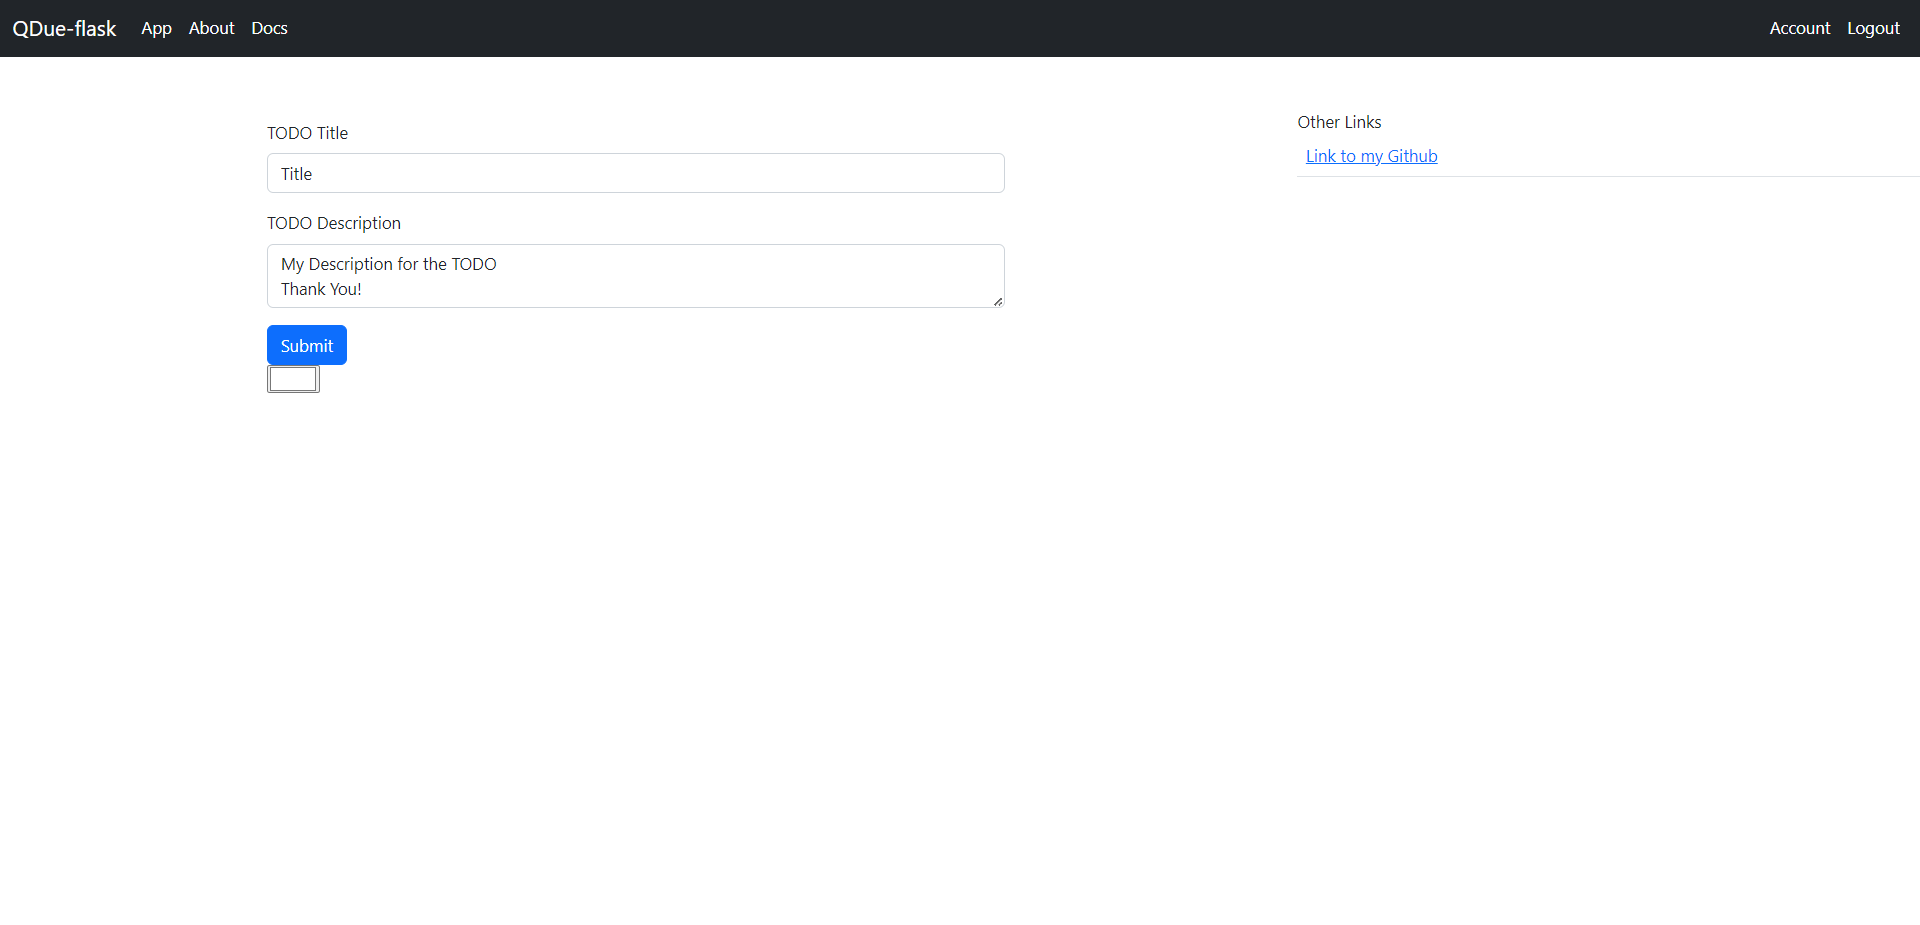 QDue-flask App About Docs Account Logout
TODO Title
Title
TODO Description
My Description for the TODO
Thank You!
Submit
Other Links
Link to my Github